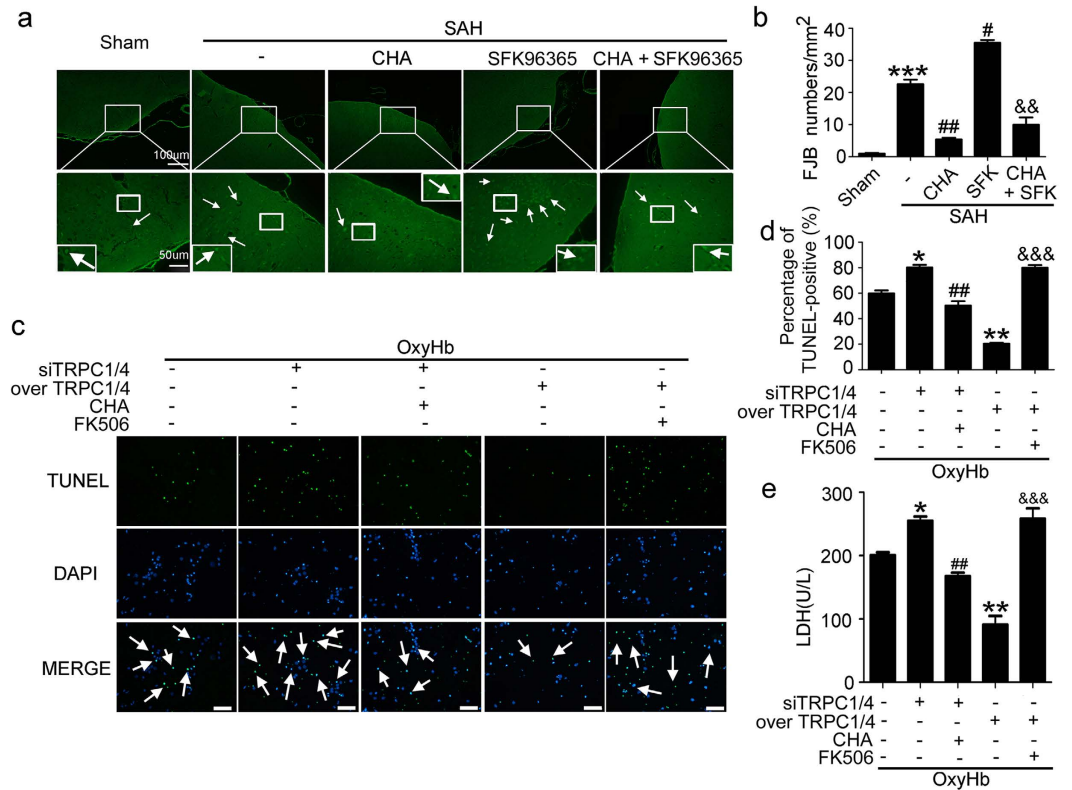 a
SAH
Sham
-
CHA
SFK96365
CHA + SFK96365
100um
50um
b
FJB numbers/mm²
40
30
20
10
0
***
##
#
&&
Sham
-
CHA
SFK
CHA
+ SFK
SAH
c
OxyHb
siTRPC1/4 - + + - -
over TRPC1/4 - - - + +
CHA - - + - -
FK506 - - - - +
TUNEL
DAPI
MERGE
d
Percentage of
TUNEL-positive (%)
100
80
60
40
20
0
*
##
**
&&&
siTRPC1/4 - + + - -
over TRPC1/4 - - - + +
CHA - - + - -
FK506 - - - - +
OxyHb
e
LDH(U/L)
300
200
100
0
*
##
**
&&&
siTRPC1/4 - + + - -
over TRPC1/4 - - - + +
CHA - - + - -
FK506 - - - - +
OxyHb